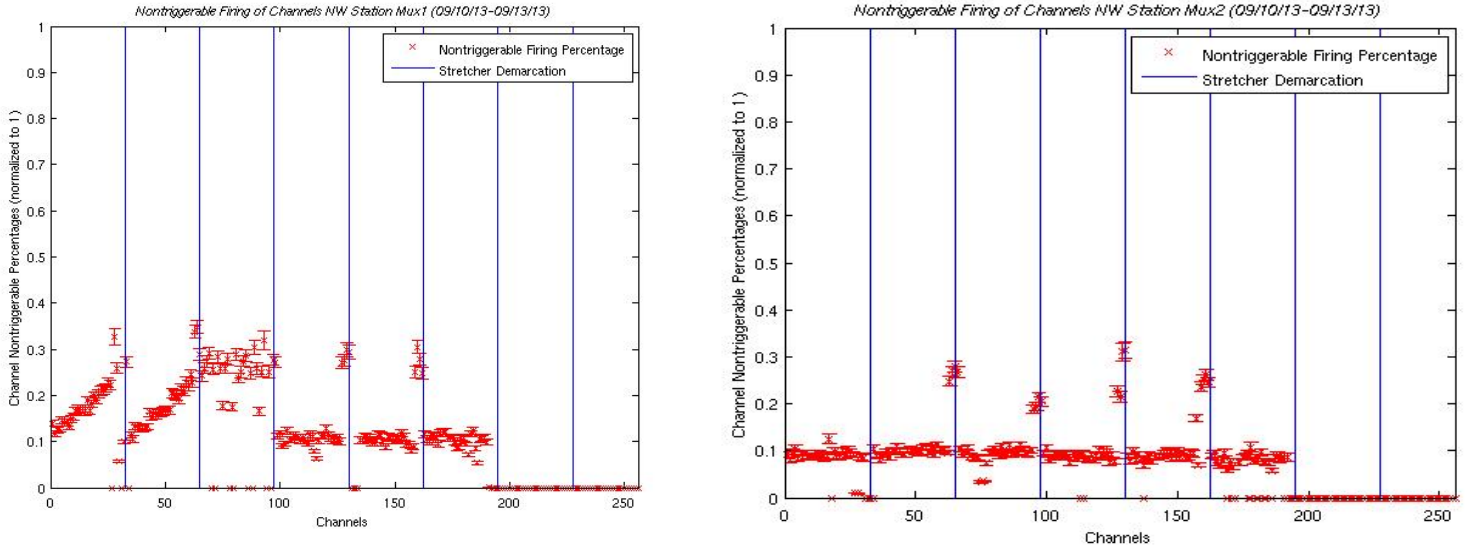 Nontriggerable Firing of Channels NW Station Mux1 (09/10/13-09/13/13)
Nontriggerable Firing Percentage
Stretcher Demarcation
Channel Nontriggerable Percentages (normalized to 1)
1
0.9
0.8
0.7
0.6
0.5
0.4
0.3
0.2
0.1
0
0 50 100 150 200 250
Channels
Nontriggerable Firing of Channels NW Station Mux2 (09/10/13-09/13/13)
Nontriggerable Firing Percentage
Stretcher Demarcation
Channel Nontriggerable Percentages (normalized to 1)
1
0.9
0.8
0.7
0.6
0.5
0.4
0.3
0.2
0.1
0
0 50 100 150 200 250
Channels